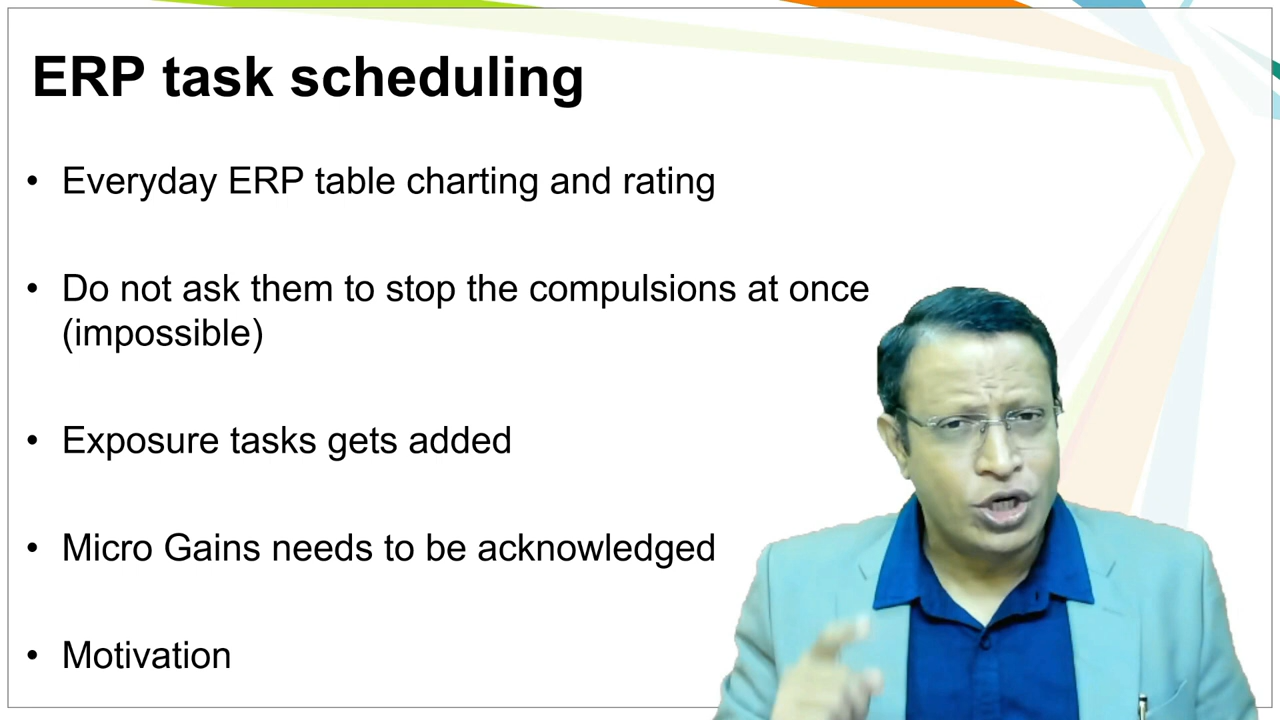 ERP task scheduling
• Everyday ERP table charting and rating
• Do not ask them to stop the compulsions at once
(impossible)
• Exposure tasks gets added
• Micro Gains needs to be acknowledged
• Motivation